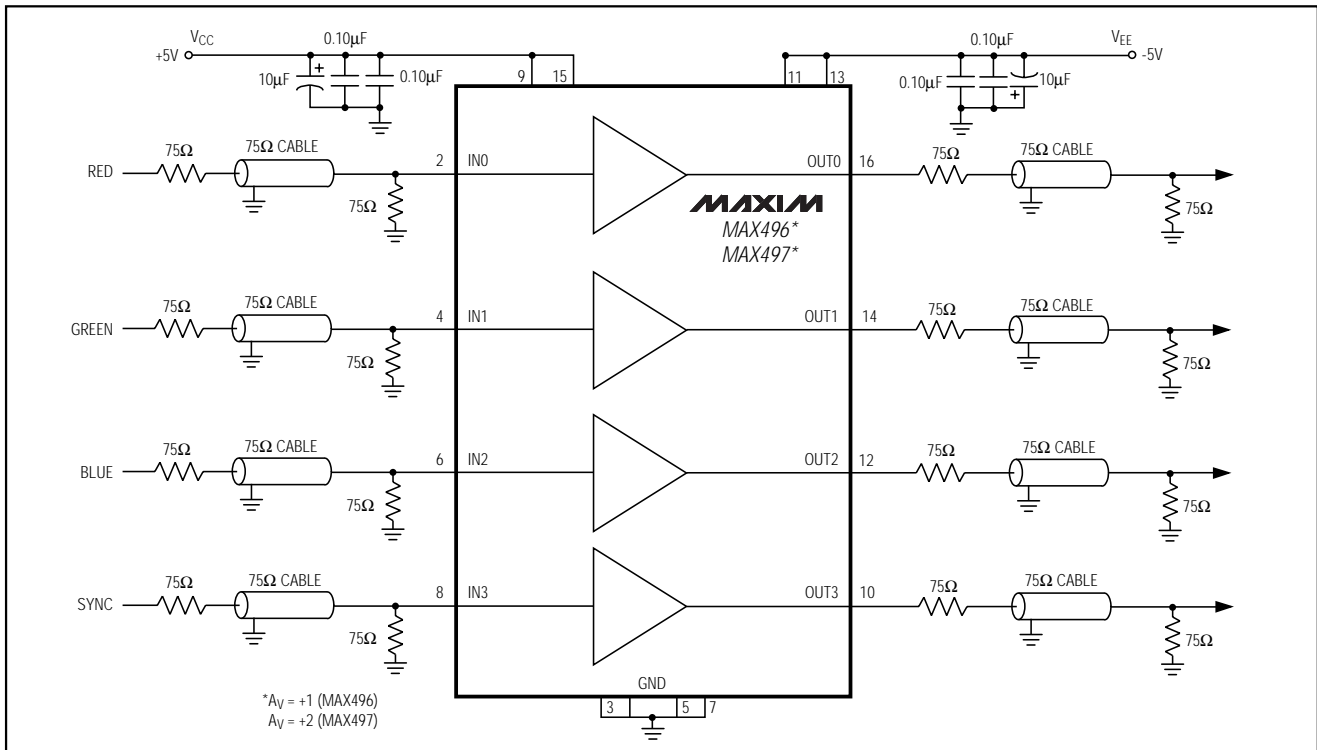 VCC
0.10µF
+5V
10µF
+
0.10µF
9
15
0.10µF
VEE
-5V
11
13
0.10µF
10µF
+
RED
75Ω
75Ω CABLE
75Ω
2
IN0
OUT0
16
75Ω
75Ω CABLE
75Ω
MAXIM
MAX496*
MAX497*
GREEN
75Ω
75Ω CABLE
75Ω
4
IN1
OUT1
14
75Ω
75Ω CABLE
75Ω
BLUE
75Ω
75Ω CABLE
75Ω
6
IN2
OUT2
12
75Ω
75Ω CABLE
75Ω
SYNC
75Ω
75Ω CABLE
75Ω
8
IN3
OUT3
10
75Ω
75Ω CABLE
75Ω
GND
3
5
7
*AV = +1 (MAX496)
AV = +2 (MAX497)